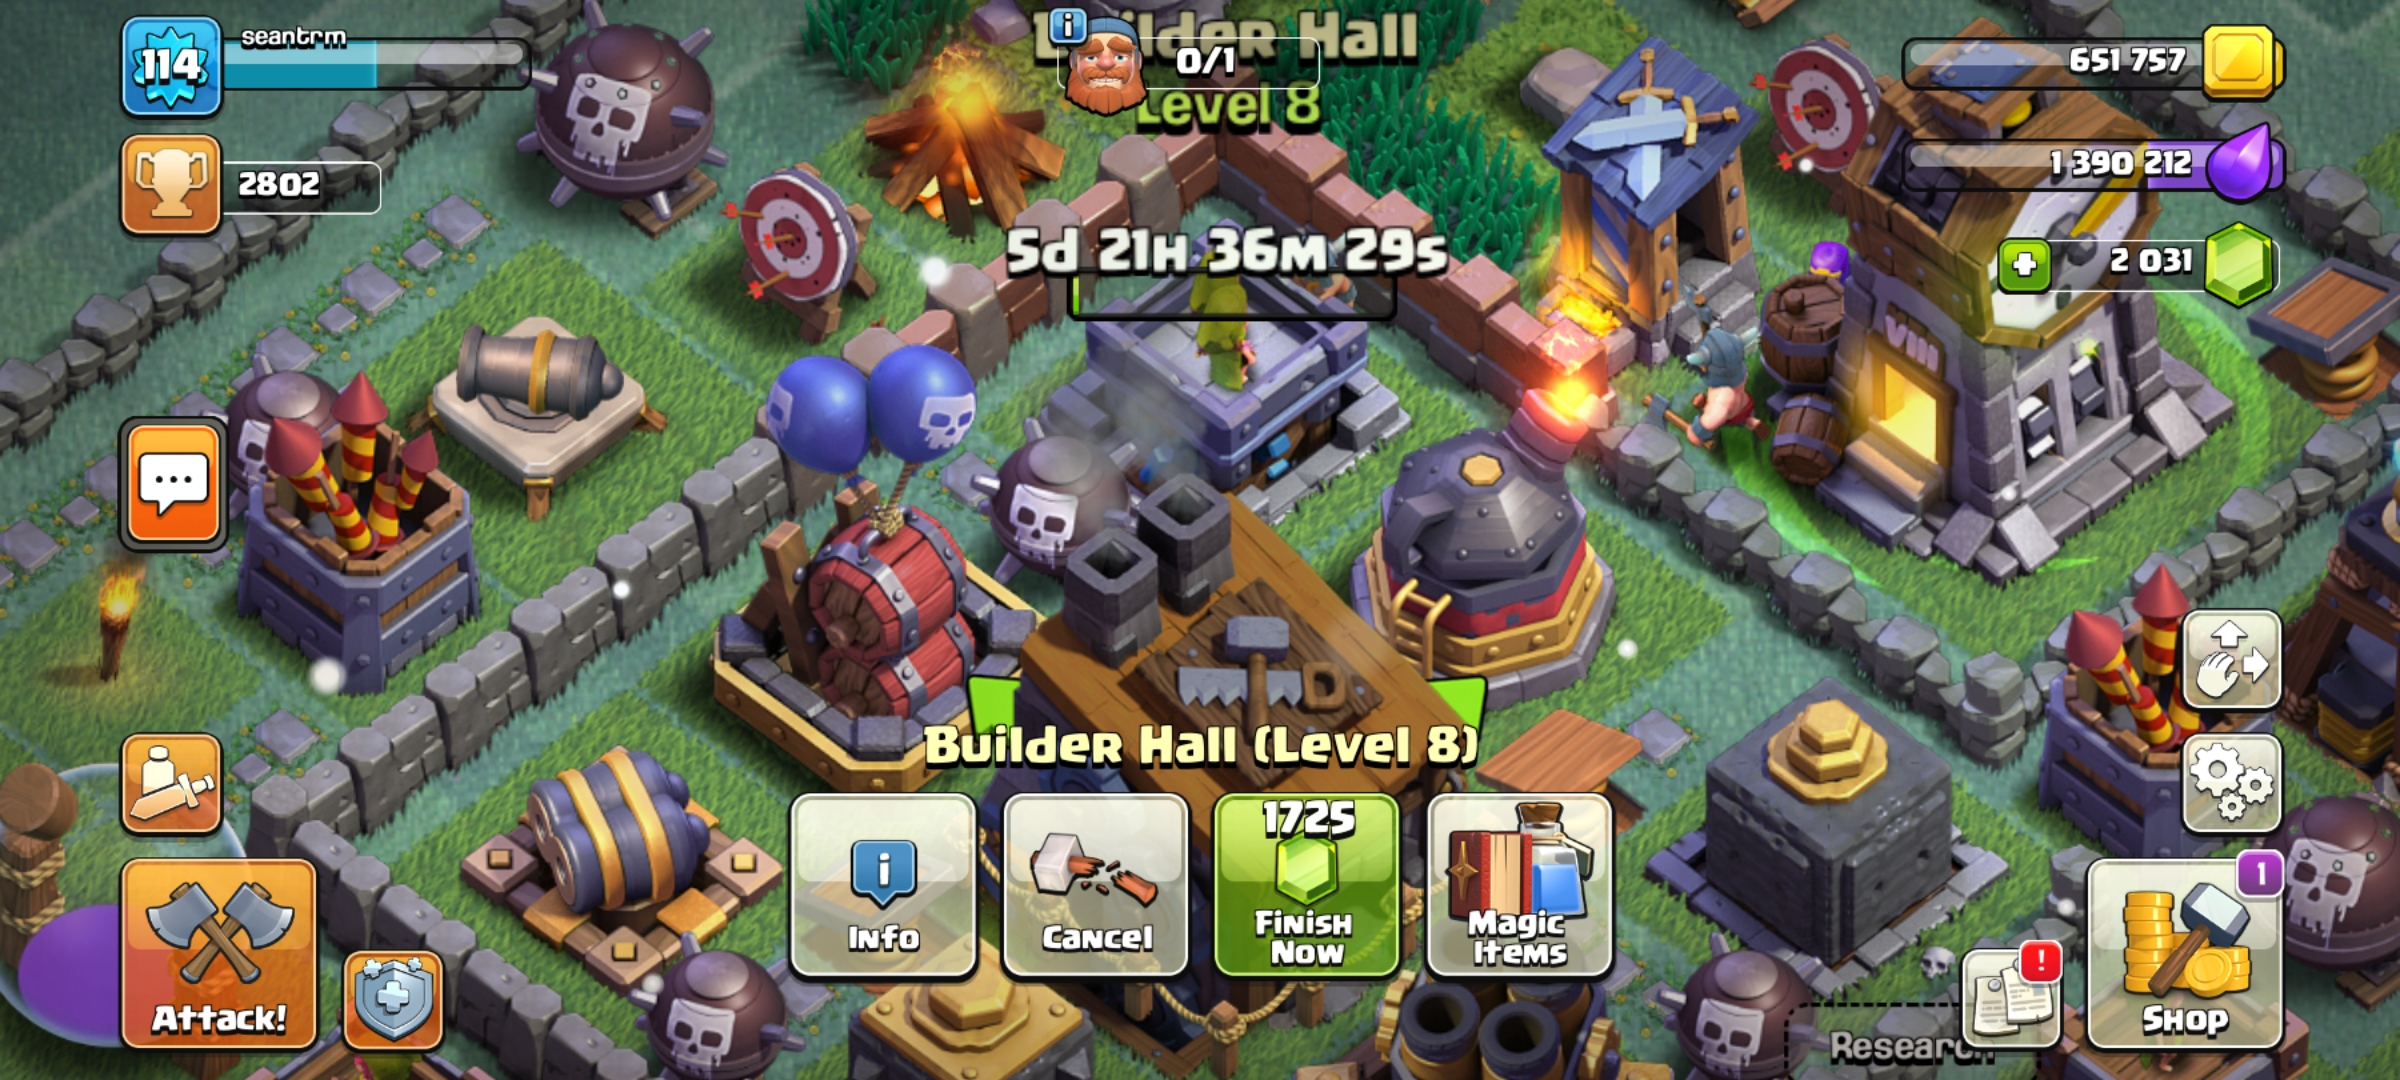 114
seantrm
Builder Hall
Level 8
0/1
651 757
2802
1 390 212
5d 21H 36M 29s
2 031
VIII
Builder Hall (Level 8)
Info
Cancel
1725
Finish
Now
Magic
Items
Attack!
1
!
Shop
Research